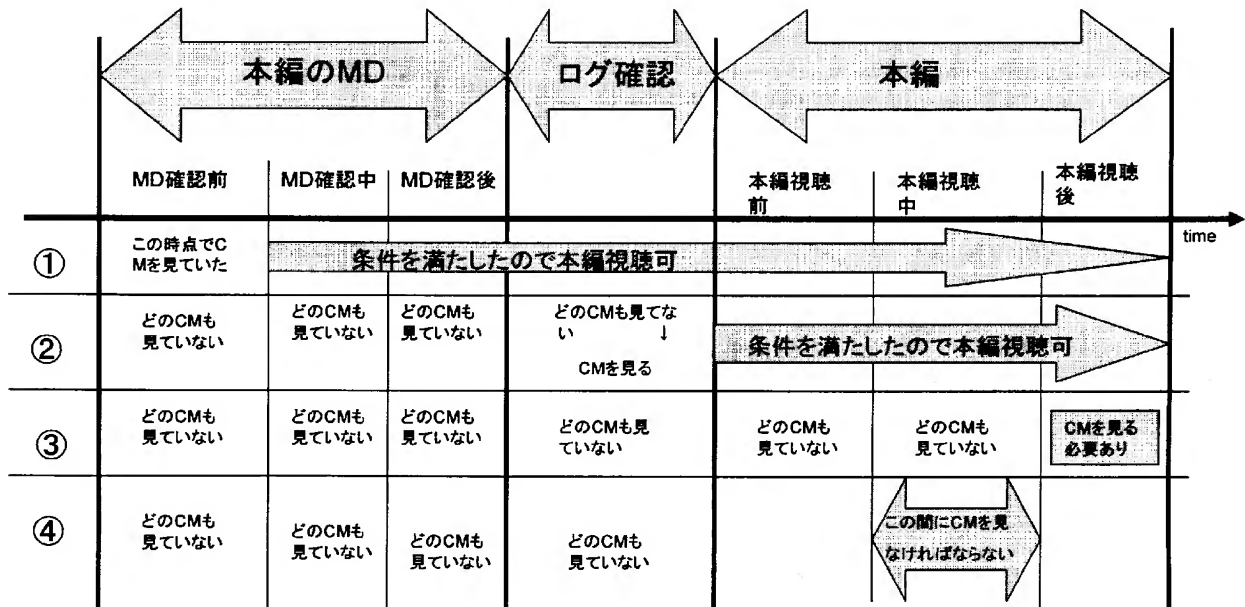 本編のMD
ログ確認
本編
MD確認前
MD確認中
MD確認後
本編視聴
前
本編視聴
中
本編視聴
後
time
①
この時点でC
Mを見ていた
条件を満たしたので本編視聴可
②
どのCMも
見ていない
どのCMも
見ていない
どのCMも
見ていない
どのCMも見てな
い ↓
CMを見る
条件を満たしたので本編視聴可
③
どのCMも
見ていない
どのCMも
見ていない
どのCMも
見ていない
どのCMも見
ていない
どのCMも
見ていない
どのCMも
見ていない
CMを見る
必要あり
④
どのCMも
見ていない
どのCMも
見ていない
どのCMも
見ていない
どのCMも
見ていない
この間にCMを見
なければならない